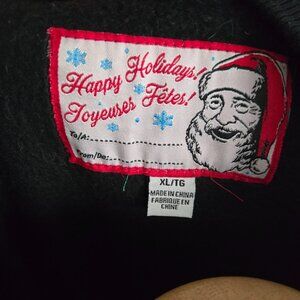 Happy Holidays!
Joyeuses Fêtes!
To/A:
From/De:
XL/TG
MADE IN CHINA
FABRIQUÉ EN
CHINE